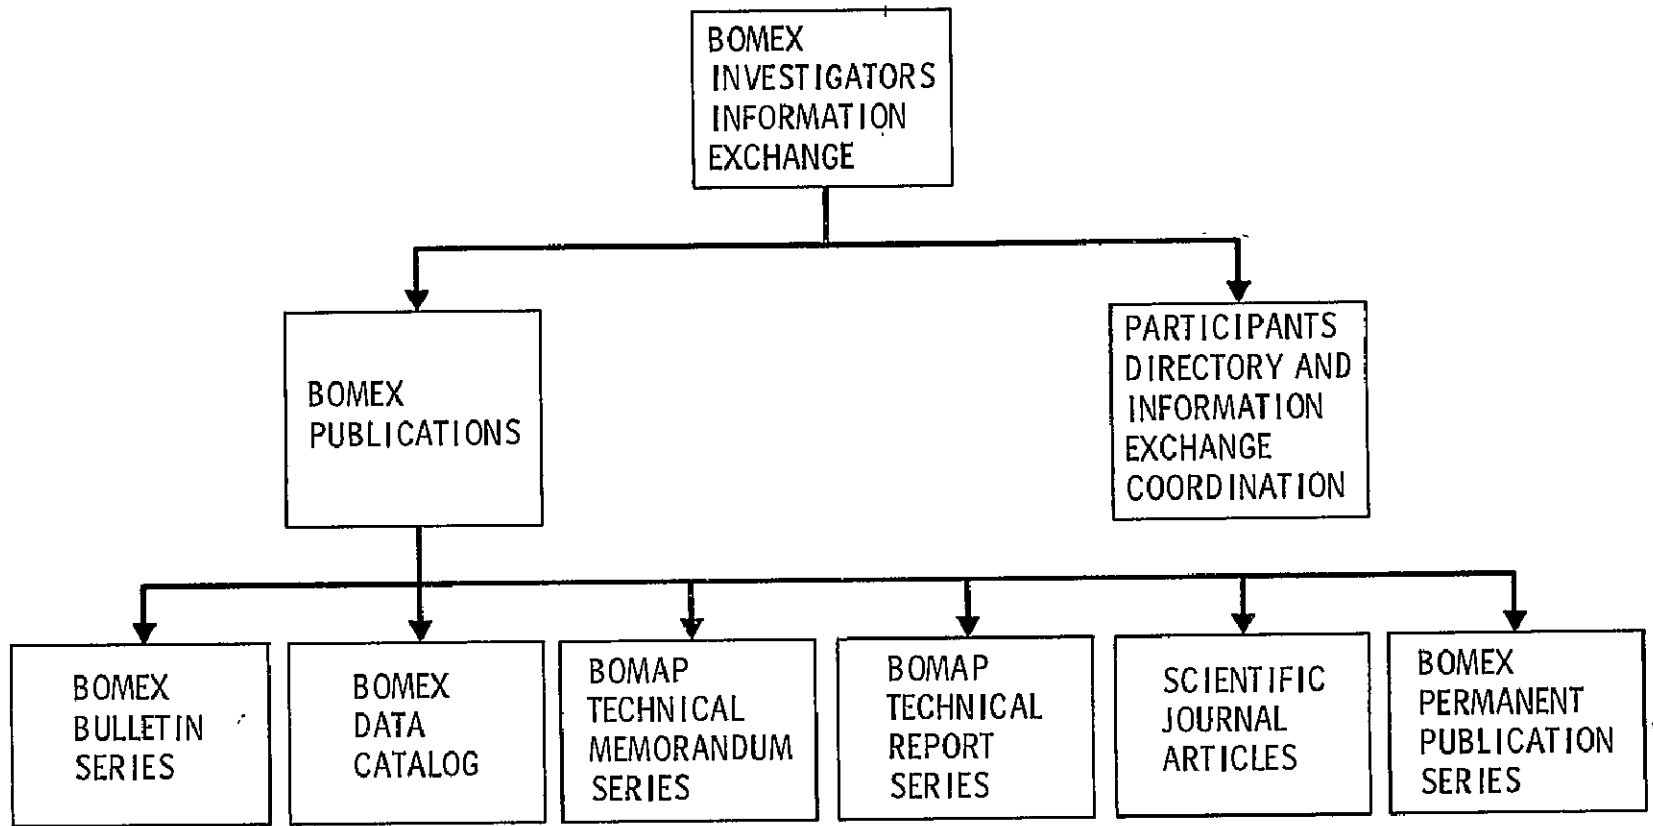 BOMEX
INVESTIGATORS
INFORMATION
EXCHANGE
BOMEX
PUBLICATIONS
PARTICIPANTS
DIRECTORY AND
INFORMATION
EXCHANGE
COORDINATION
BOMEX
BULLETIN
SERIES
BOMEX
DATA
CATALOG
BOMAP
TECHNICAL
MEMORANDUM
SERIES
BOMAP
TECHNICAL
REPORT
SERIES
SCIENTIFIC
JOURNAL
ARTICLES
BOMEX
PERMANENT
PUBLICATION
SERIES